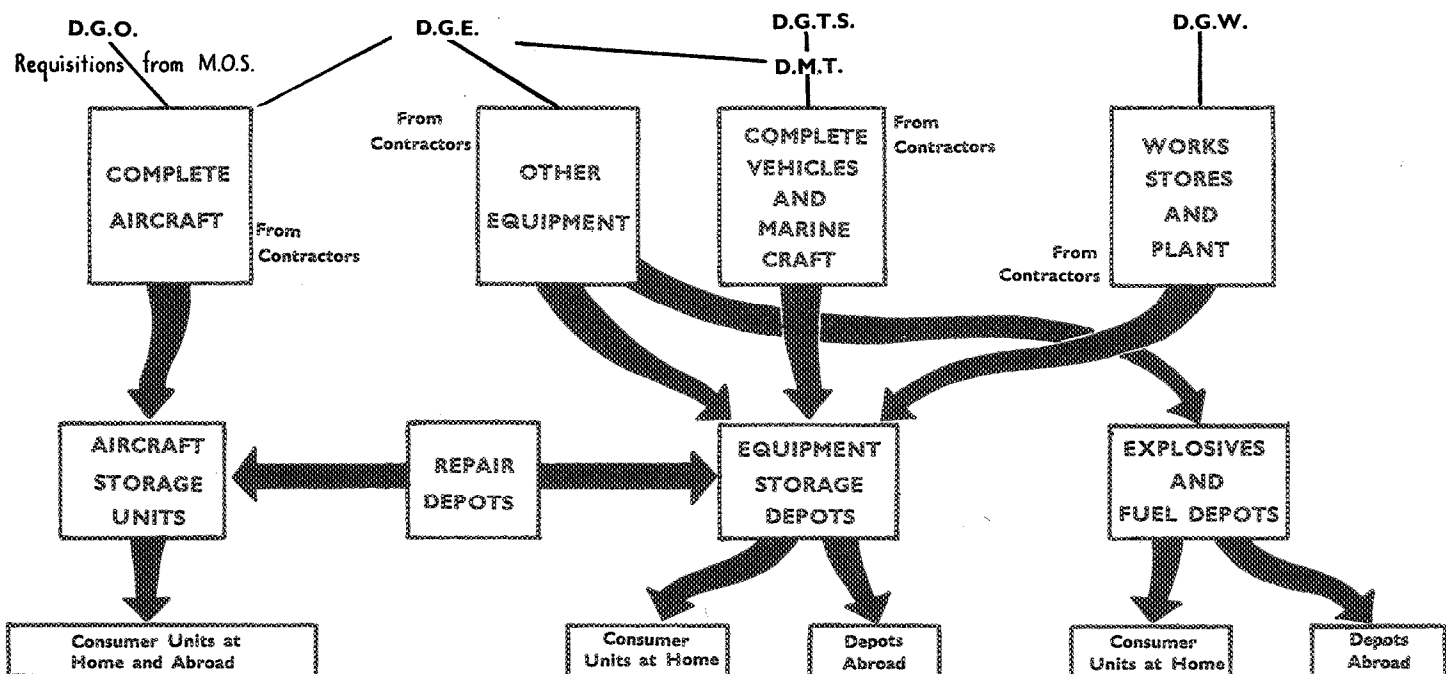 D.G.O.
D.G.E.
D.G.T.S.
D.G.W.
Requisitions from M.O.S.
D.M.T.
COMPLETE
AIRCRAFT
From
Contractors
From
Contractors
OTHER
EQUIPMENT
COMPLETE
VEHICLES
AND
MARINE
CRAFT
From
Contractors
WORKS
STORES
AND
PLANT
From
Contractors
AIRCRAFT
STORAGE
UNITS
REPAIR
DEPOTS
EQUIPMENT
STORAGE
DEPOTS
EXPLOSIVES
AND
FUEL DEPOTS
Consumer Units at
Home and Abroad
Consumer
Units at Home
Depots
Abroad
Consumer
Units at Home
Depots
Abroad